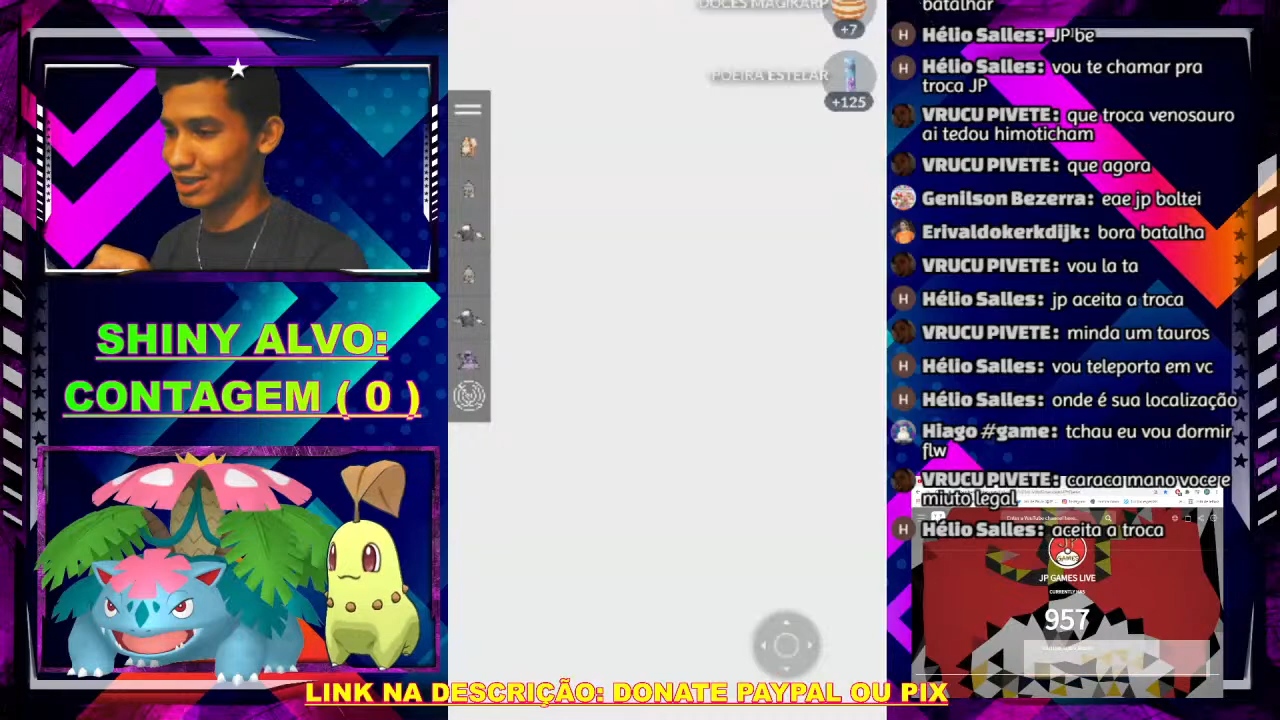 SHINY ALVO:
CONTAGEM ( 0 )
DOCES MAGIKARP
+7
POEIRA ESTELAR
+125
batalhar
Hélio Salles: JP be
Hélio Salles: vou te chamar pra
troca JP
VRUCU PIVETE: que troca venosauro
ai tedou himoticham
VRUCU PIVETE: que agora
Genilson Bezerra: eae jp boltei
Erivaldokerkdijk: bora batalha
VRUCU PIVETE: vou la ta
Hélio Salles: jp aceita a troca
VRUCU PIVETE: minda um tauros
Hélio Salles: vou teleporta em vc
Hélio Salles: onde é sua localização
Hiago #game: tchau eu vou dormir
flw
VRUCU PIVETE: caraca mano voce e
miuto legal
Hélio Salles: aceita a troca
JP
GAMES
JP GAMES LIVE
CURRENTLY HAS
957
LINK NA DESCRIÇÃO: DONATE PAYPAL OU PIX